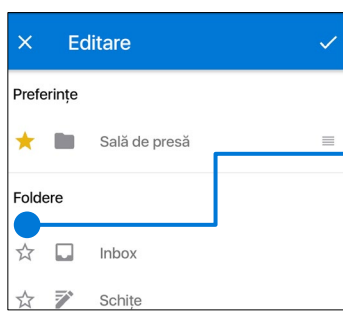 Editare
Preferințe
Sală de presă
Foldere
Inbox
Schițe